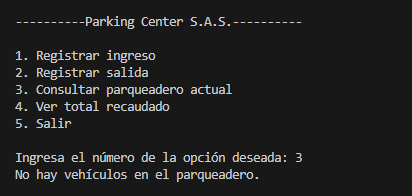 ----------Parking Center S.A.S.----------
1. Registrar ingreso
2. Registrar salida
3. Consultar parqueadero actual
4. Ver total recaudado
5. Salir
Ingresa el número de la opción deseada: 3
No hay vehículos en el parqueadero.